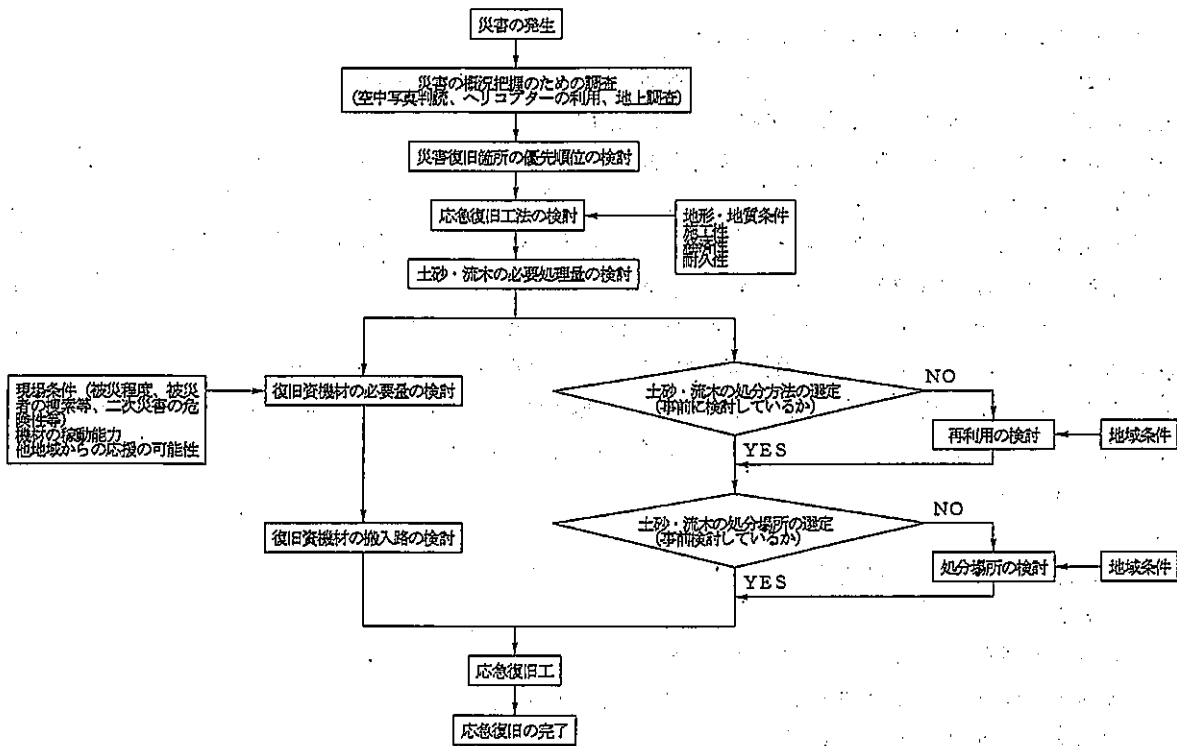 災害の発生
災害の概況把握のための調査
(空中写真判読、ヘリコプターの利用、地上調査)
災害復旧箇所の優先順位の検討
応急復旧工法の検討
地形・地質条件
施工性
経済性
耐久性
土砂・流木の必要処理量の検討
現場条件（被災程度、被災
者の捜索等、二次災害の危
険性等）
機材の稼動能力
他地域からの応援の可能性
復旧資機材の必要量の検討
土砂・流木の処分方法の選定
(事前に検討しているか)
NO
再利用の検討
地域条件
YES
復旧資機材の搬入路の検討
土砂・流木の処分場所の選定
(事前検討しているか)
NO
処分場所の検討
地域条件
YES
応急復旧工
応急復旧の完了